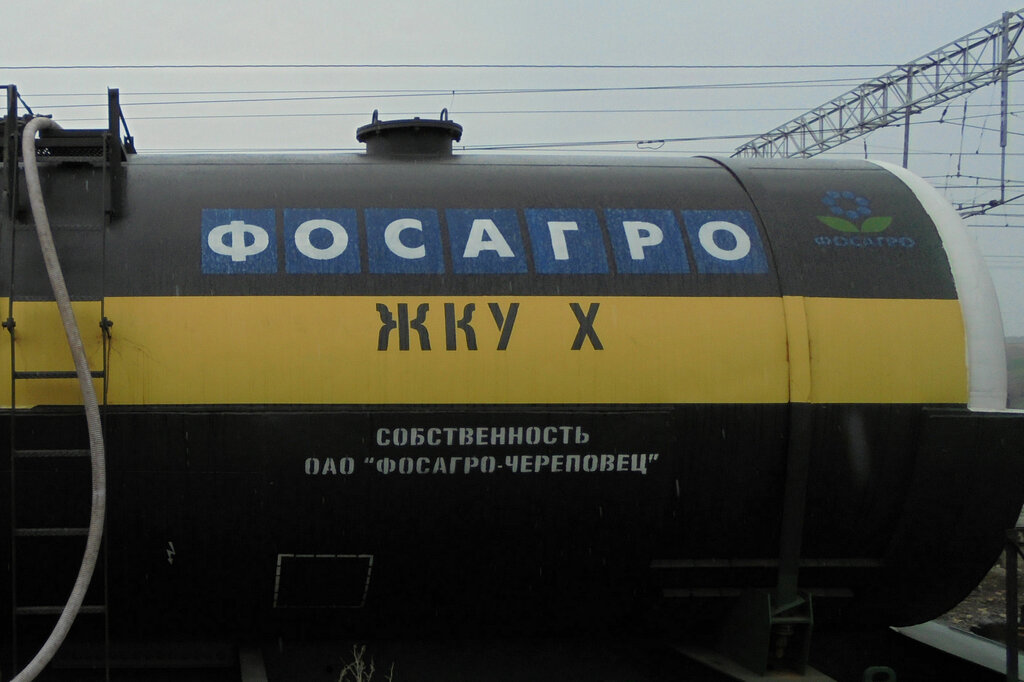 ФОСАГРО
ФОСАГРО
ЖКУ Х
СОБСТВЕННОСТЬ
ОАО "ФОСАГРО-ЧЕРЕПОВЕЦ"